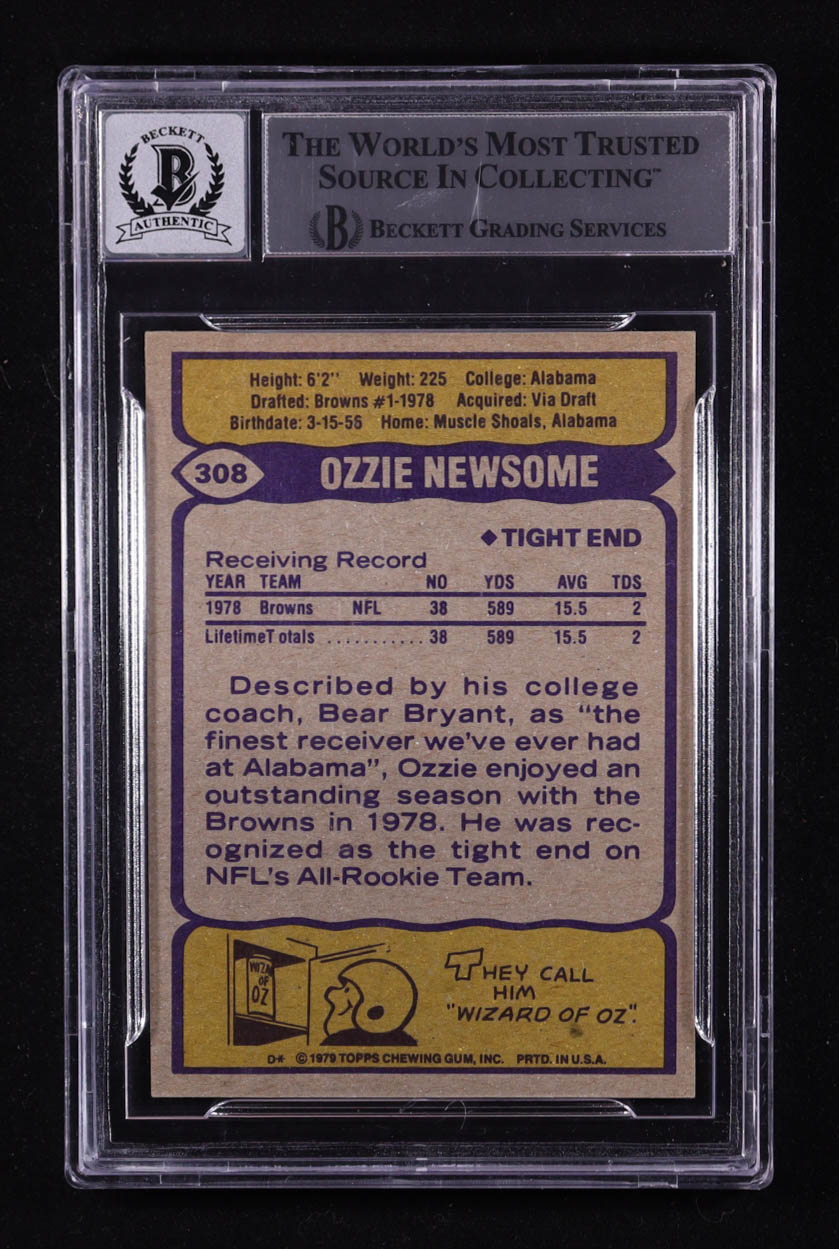 BECKETT
B
AUTHENTIC
THE WORLD'S MOST TRUSTED
SOURCE IN COLLECTING™
B BECKETT GRADING SERVICES
Height: 6'2'' Weight: 225 College: Alabama
Drafted: Browns #1-1978 Acquired: Via Draft
Birthdate: 3-15-56 Home: Muscle Shoals, Alabama
308 OZZIE NEWSOME
◆TIGHT END
Receiving Record
YEAR TEAM NO YDS AVG TDS
1978 Browns NFL 38 589 15.5 2
LifetimeT otals ........... 38 589 15.5 2
Described by his college
coach, Bear Bryant, as "the
finest receiver we've ever had
at Alabama", Ozzie enjoyed an
outstanding season with the
Browns in 1978. He was rec-
ognized as the tight end on
NFL's All-Rookie Team.
WIZA
OF
OZ
THEY CALL
HIM
"WIZARD OF OZ".
D* © 1979 TOPPS CHEWING GUM, INC. PRTD. IN U.S.A.